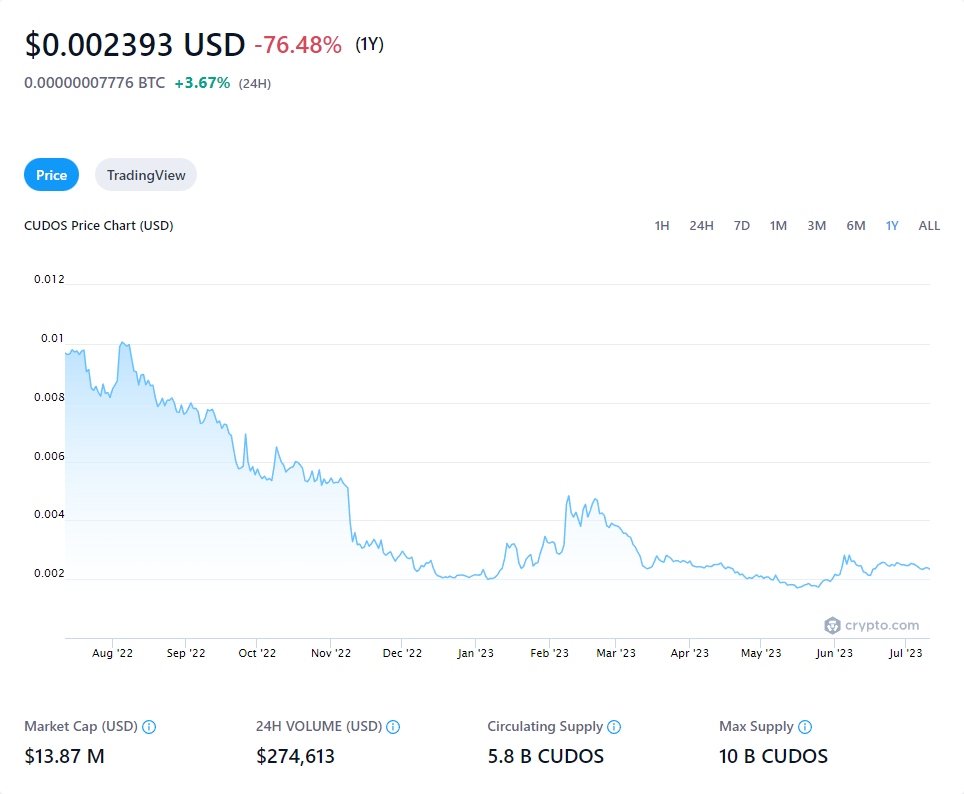 $0.002393 USD -76.48% (1Y)
0.00000007776 BTC +3.67% (24H)
Price TradingView
CUDOS Price Chart (USD) 1H 24H 7D 1M 3M 6M 1Y ALL
0.012
0.01
0.008
0.006
0.004
0.002
crypto.com
Aug '22 Sep '22 Oct '22 Nov '22 Dec '22 Jan '23 Feb '23 Mar '23 Apr '23 May '23 Jun '23 Jul '23
Market Cap (USD) 24H VOLUME (USD) Circulating Supply Max Supply
$13.87 M $274,613 5.8 B CUDOS 10 B CUDOS